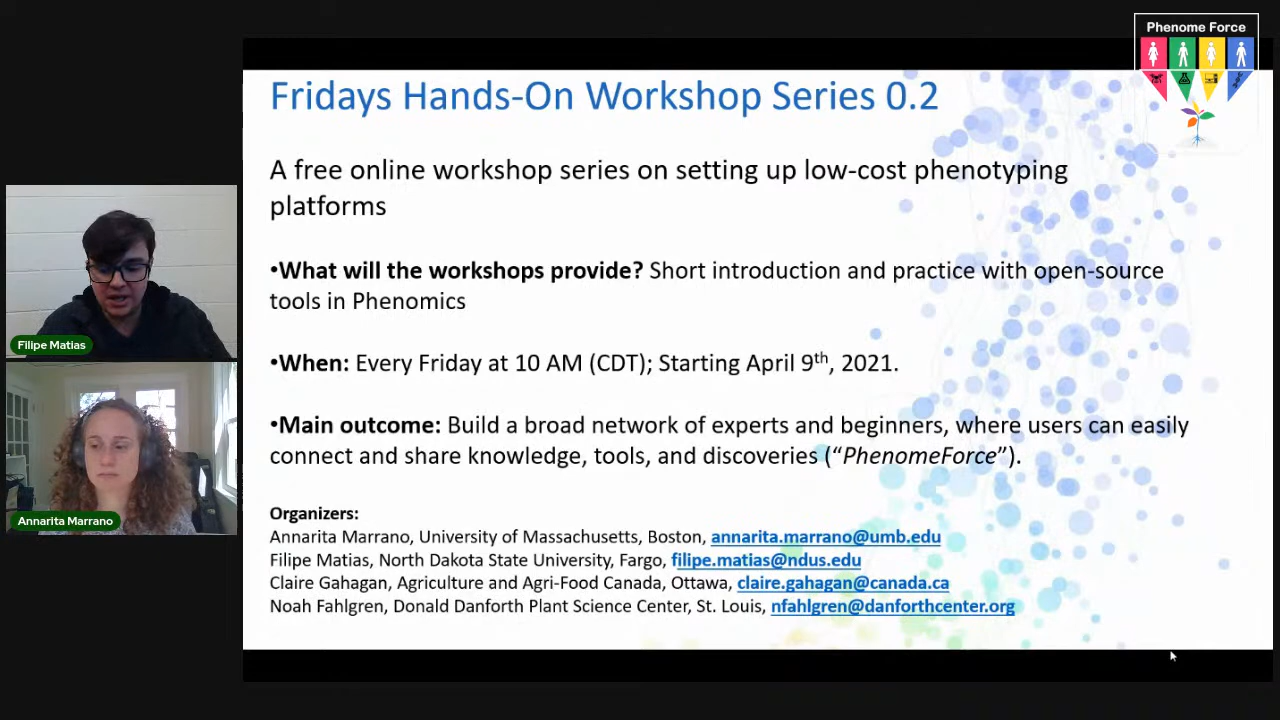 Phenome Force
Fridays Hands-On Workshop Series 0.2
A free online workshop series on setting up low-cost phenotyping
platforms
•What will the workshops provide? Short introduction and practice with open-source
tools in Phenomics
•When: Every Friday at 10 AM (CDT); Starting April 9th, 2021.
•Main outcome: Build a broad network of experts and beginners, where users can easily
connect and share knowledge, tools, and discoveries (“PhenomeForce”).
Organizers:
Annarita Marrano, University of Massachusetts, Boston, annarita.marrano@umb.edu
Filipe Matias, North Dakota State University, Fargo, filipe.matias@ndus.edu
Claire Gahagan, Agriculture and Agri-Food Canada, Ottawa, claire.gahagan@canada.ca
Noah Fahlgren, Donald Danforth Plant Science Center, St. Louis, nfahlgren@danforthcenter.org
Filipe Matias
Annarita Marrano